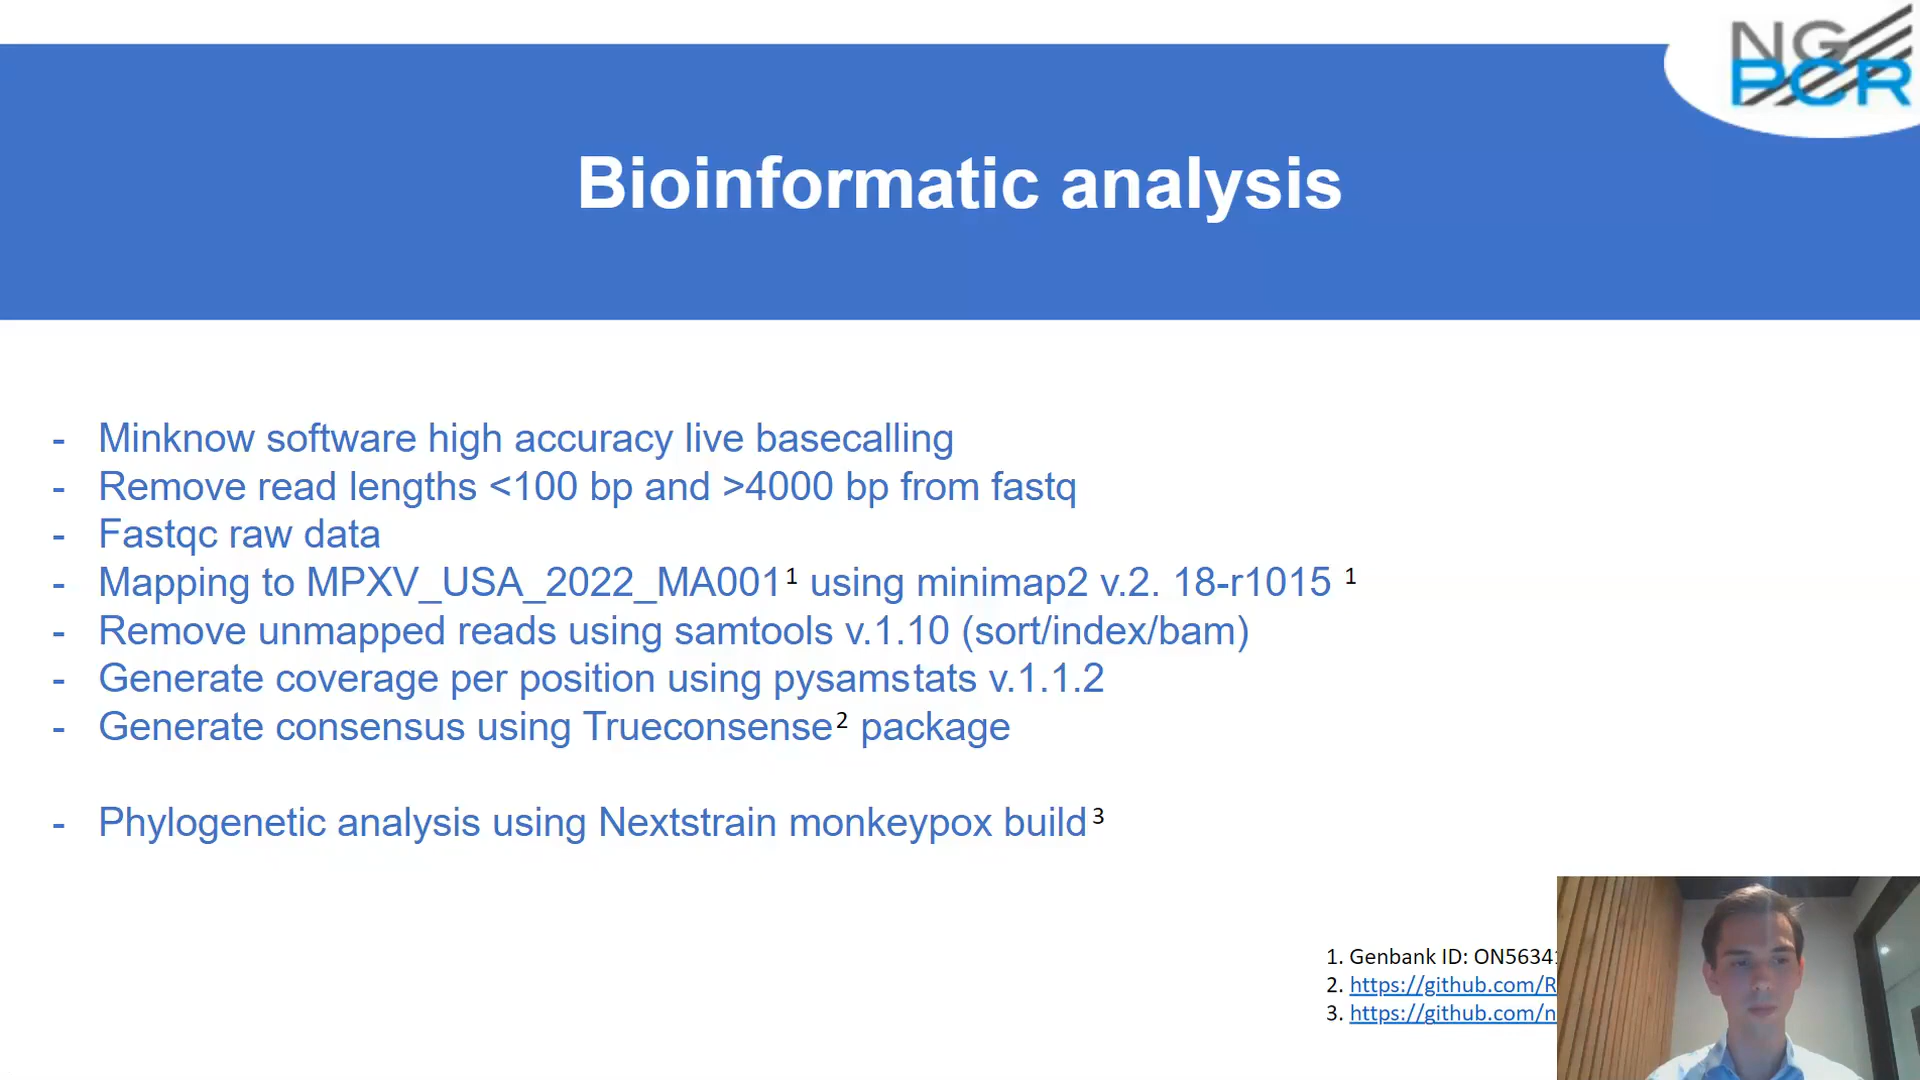 NG
PCR
Bioinformatic analysis
- Minknow software high accuracy live basecalling
- Remove read lengths <100 bp and >4000 bp from fastq
- Fastqc raw data
- Mapping to MPXV_USA_2022_MA001¹ using minimap2 v.2. 18-r1015 ¹
- Remove unmapped reads using samtools v.1.10 (sort/index/bam)
- Generate coverage per position using pysamstats v.1.1.2
- Generate consensus using Trueconsense² package
- Phylogenetic analysis using Nextstrain monkeypox build³
1. Genbank ID: ON5634
2. https://github.com/R
3. https://github.com/n